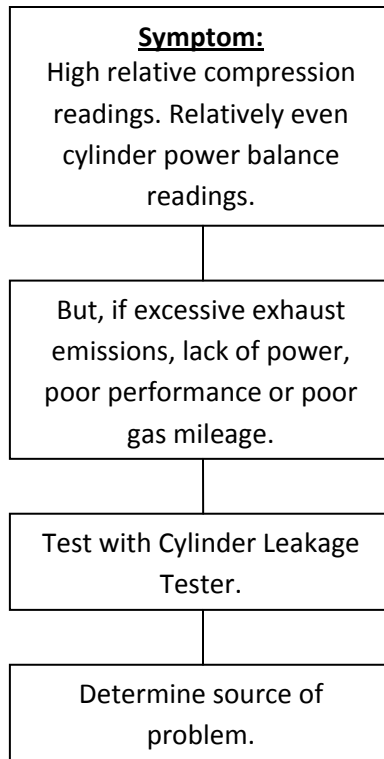 Symptom:
High relative compression
readings. Relatively even
cylinder power balance
readings.
But, if excessive exhaust
emissions, lack of power,
poor performance or poor
gas mileage.
Test with Cylinder Leakage
Tester.
Determine source of
problem.